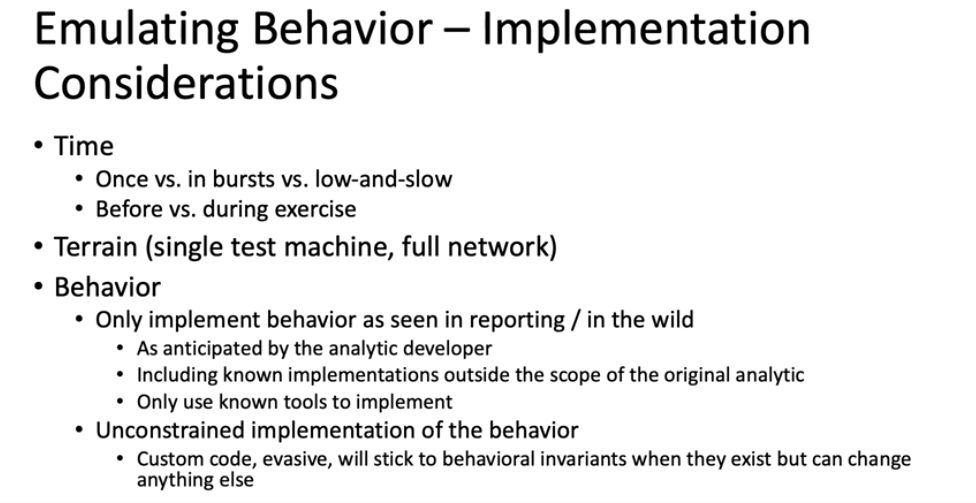 Emulating Behavior – Implementation
Considerations
• Time
• Once vs. in bursts vs. low-and-slow
• Before vs. during exercise
• Terrain (single test machine, full network)
• Behavior
• Only implement behavior as seen in reporting / in the wild
• As anticipated by the analytic developer
• Including known implementations outside the scope of the original analytic
• Only use known tools to implement
• Unconstrained implementation of the behavior
• Custom code, evasive, will stick to behavioral invariants when they exist but can change
anything else